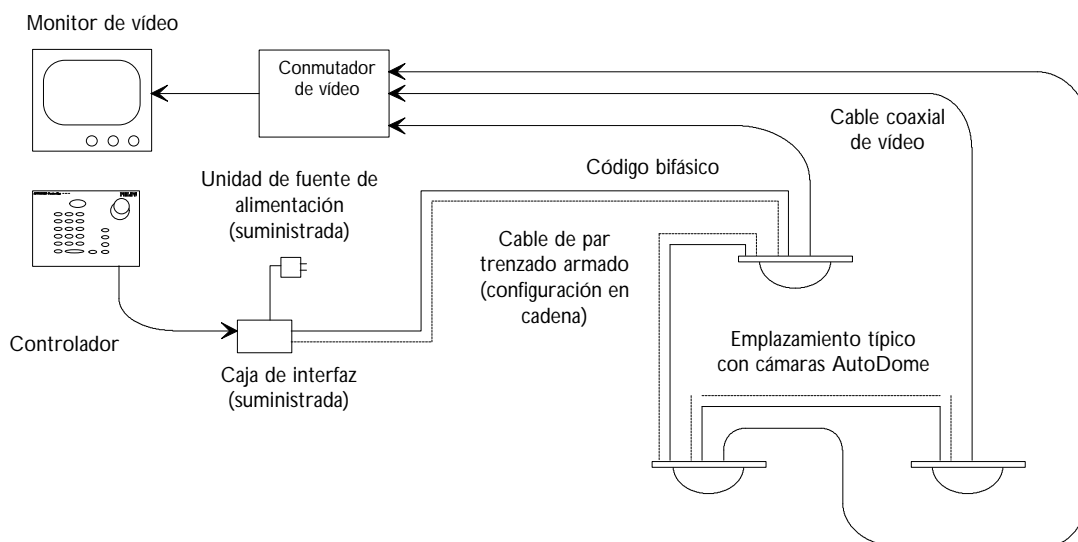 Monitor de vídeo
Conmutador
de vídeo
Cable coaxial
de vídeo
Código bifásico
Unidad de fuente de
alimentación
(suministrada)
Cable de par
trenzado armado
(configuración en
cadena)
Controlador
Caja de interfaz
(suministrada)
Emplazamiento típico
con cámaras AutoDome